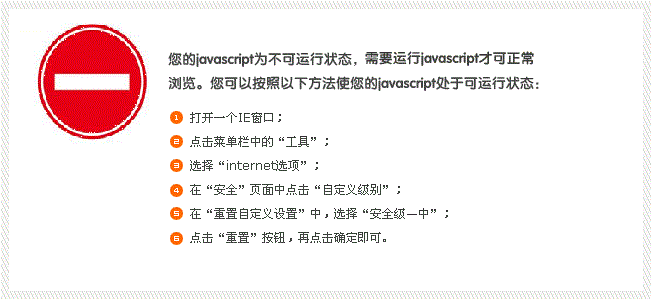 您的javascript为不可运行状态，需要运行javascript才可正常
浏览。您可以按照以下方法使您的javascript处于可运行状态：
1 打开一个IE窗口；
2 点击菜单栏中的“工具”；
3 选择“internet选项”；
4 在“安全”页面中点击“自定义级别”；
5 在“重置自定义设置”中，选择“安全级—中”；
6 点击“重置”按钮，再点击确定即可。